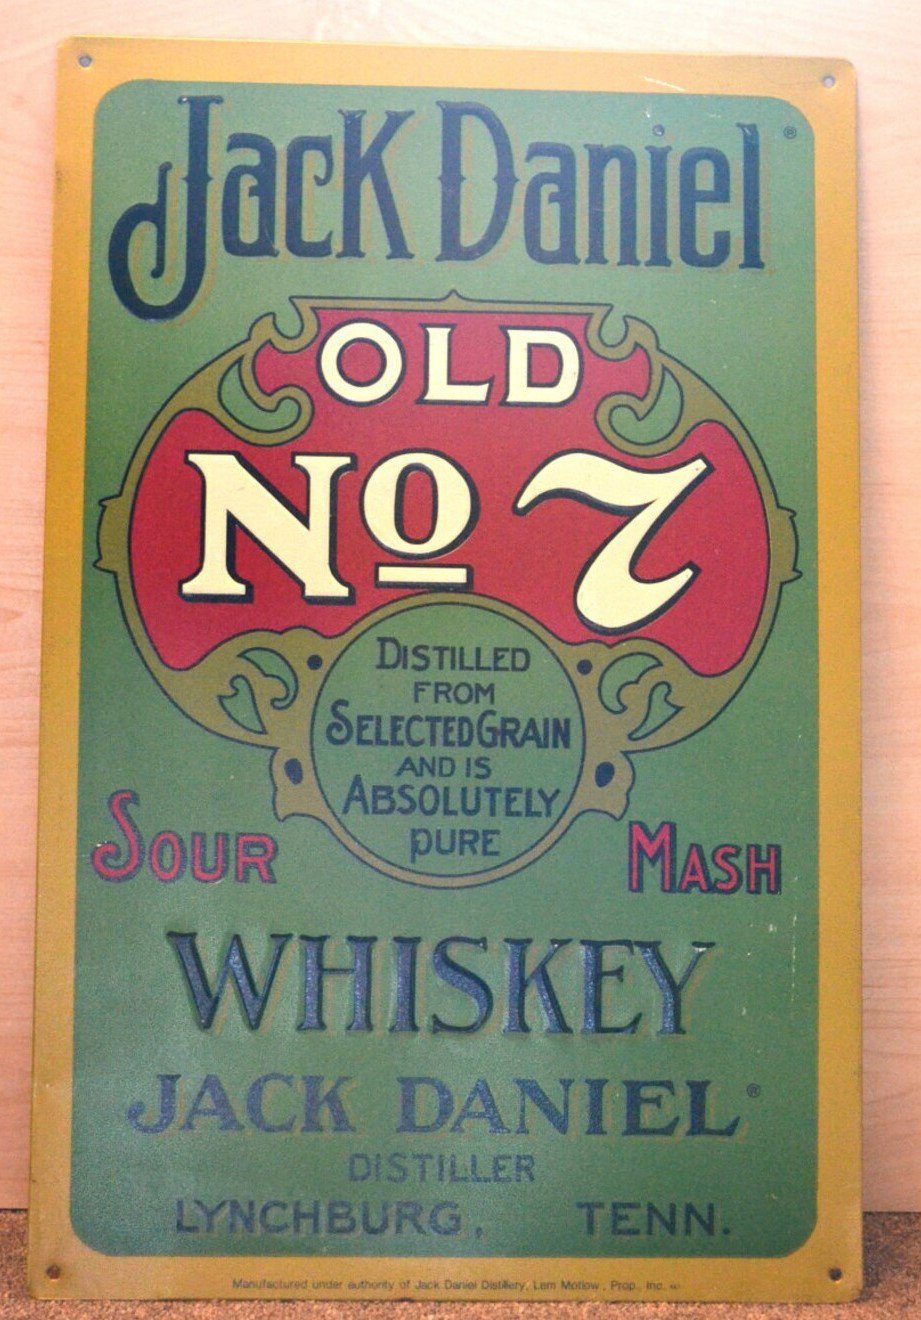 Jack Daniel®
OLD
No 7
DISTILLED
FROM
SELECTED GRAIN
AND IS
ABSOLUTELY
PURE
SOUR MASH
WHISKEY
JACK DANIEL®
DISTILLER
LYNCHBURG, TENN.
Manufactured under authority of Jack Daniel Distillery, Lem Motlow, Prop., Inc.